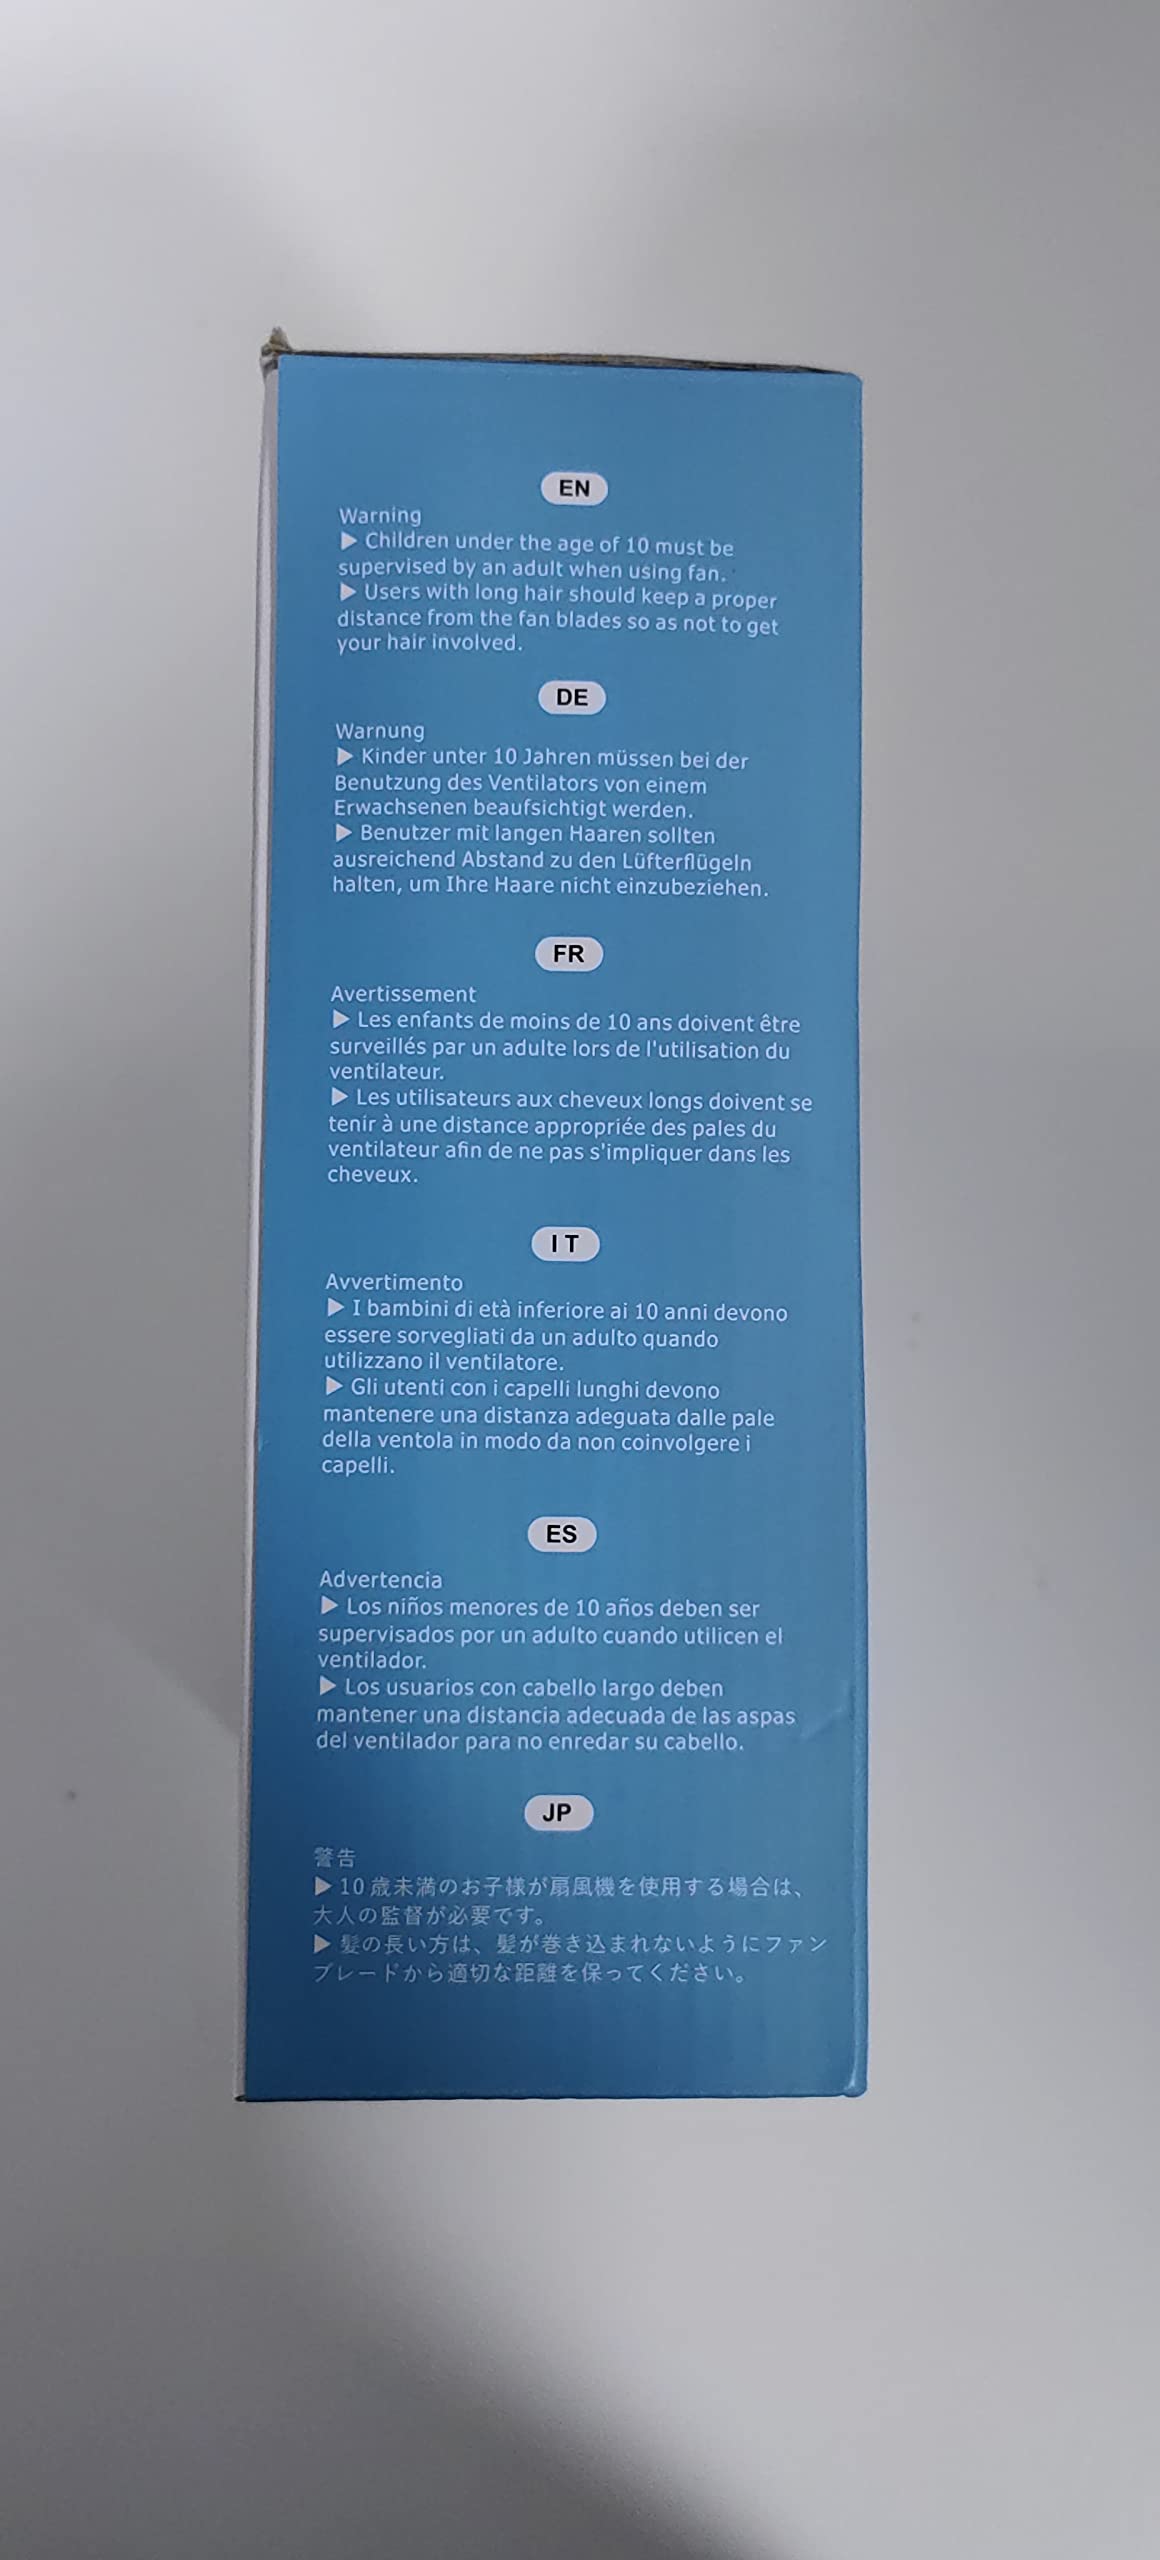 EN
Warning
▶ Children under the age of 10 must be
supervised by an adult when using fan.
▶ Users with long hair should keep a proper
distance from the fan blades so as not to get
your hair involved.
DE
Warnung
▶ Kinder unter 10 Jahren müssen bei der
Benutzung des Ventilators von einem
Erwachsenen beaufsichtigt werden.
▶ Benutzer mit langen Haaren sollten
ausreichend Abstand zu den Lüfterflügeln
halten, um Ihre Haare nicht einzubeziehen.
FR
Avertissement
▶ Les enfants de moins de 10 ans doivent être
surveillés par un adulte lors de l'utilisation du
ventilateur.
▶ Les utilisateurs aux cheveux longs doivent se
tenir à une distance appropriée des pales du
ventilateur afin de ne pas s'impliquer dans les
cheveux.
IT
Avvertimento
▶ I bambini di età inferiore ai 10 anni devono
essere sorvegliati da un adulto quando
utilizzano il ventilatore.
▶ Gli utenti con i capelli lunghi devono
mantenere una distanza adeguata dalle pale
della ventola in modo da non coinvolgere i
capelli.
ES
Advertencia
▶ Los niños menores de 10 años deben ser
supervisados por un adulto cuando utilicen el
ventilador.
▶ Los usuarios con cabello largo deben
mantener una distancia adecuada de las aspas
del ventilador para no enredar su cabello.
JP
警告
▶ 10 歳未満のお子様が扇風機を使用する場合は、
大人の監督が必要です。
▶ 髪の長い方は、髪が巻き込まれないようにファン
ブレードから適切な距離を保ってください。